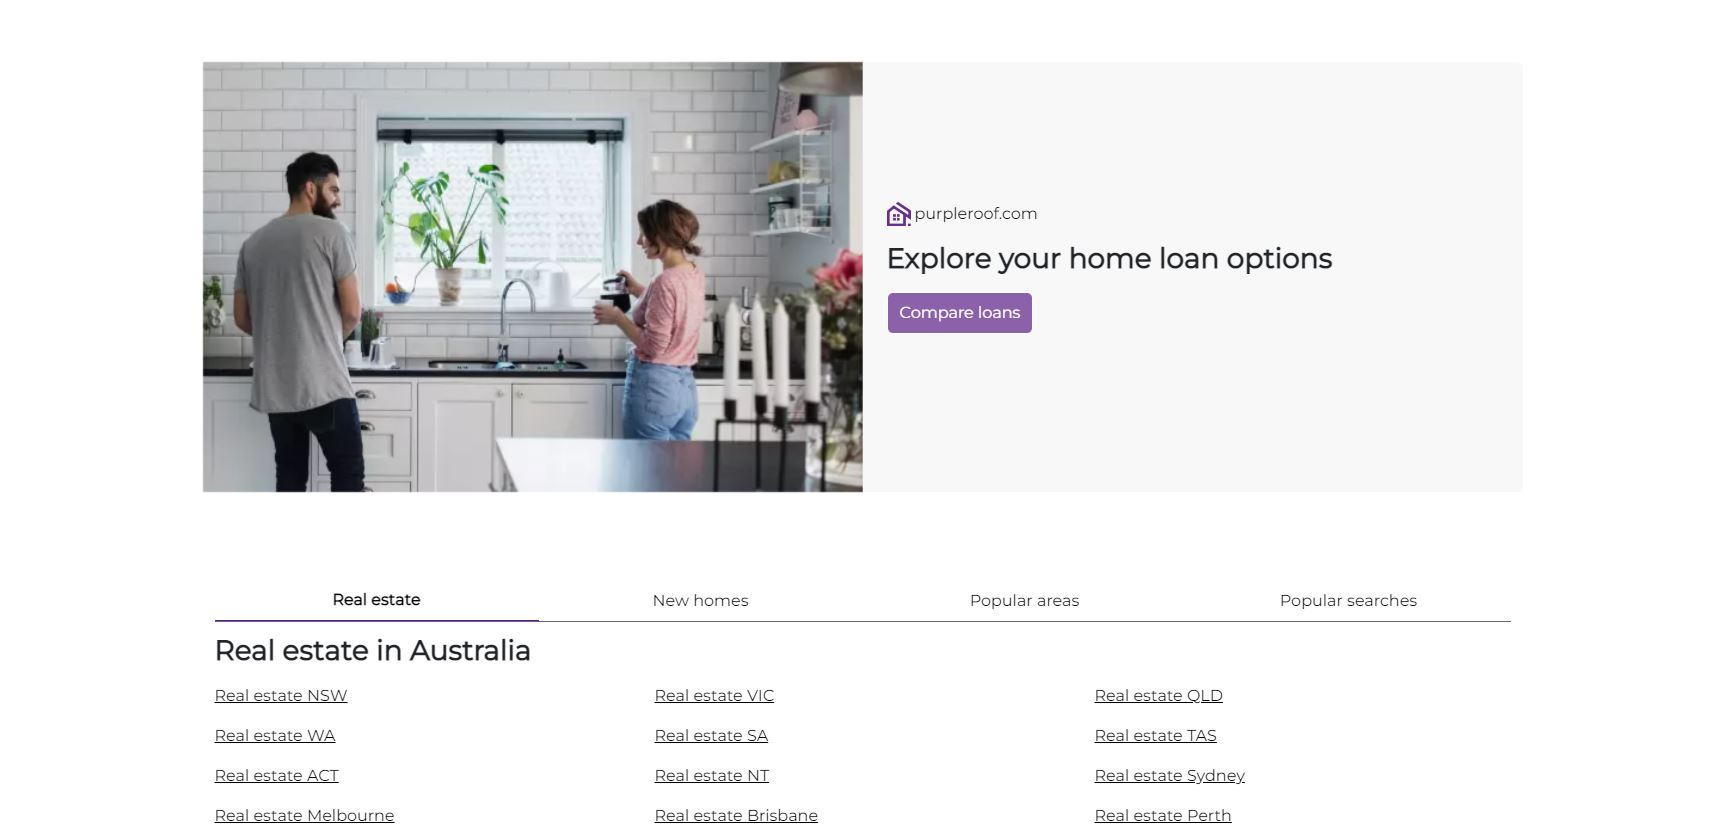 purpleroof.com
Explore your home loan options
Compare loans
Real estate
New homes
Popular areas
Popular searches
Real estate in Australia
Real estate NSW
Real estate VIC
Real estate QLD
Real estate WA
Real estate SA
Real estate TAS
Real estate ACT
Real estate NT
Real estate Sydney
Real estate Melbourne
Real estate Brisbane
Real estate Perth